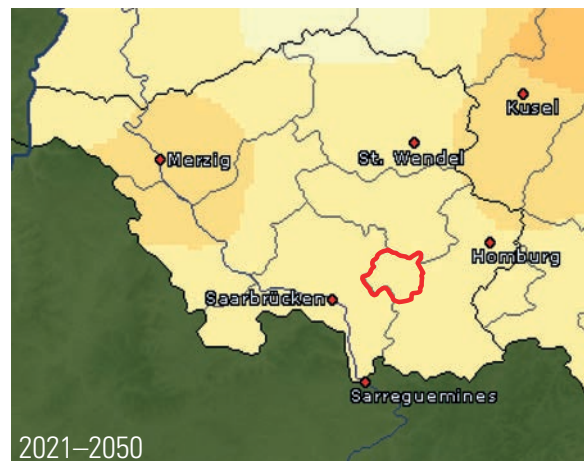 Kusel
St. Wendel
Merzig
Homburg
Saarbrücken
Sarreguemines
2021–2050